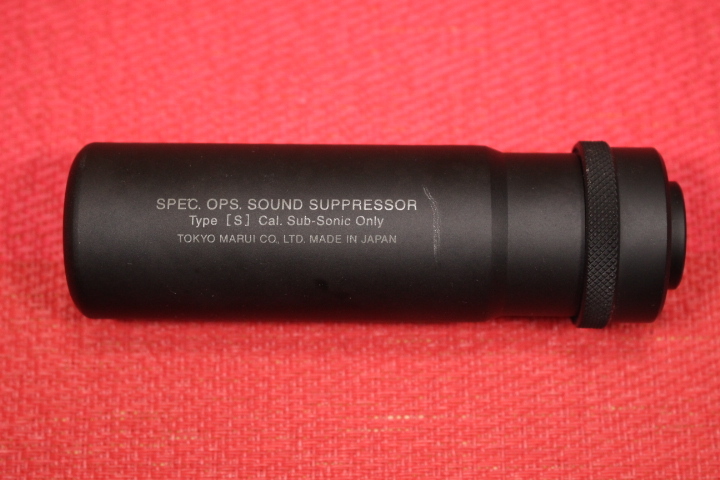 SPEC. OPS. SOUND SUPPRESSOR
Type [S] Cal. Sub-Sonic Only
TOKYO MARUI CO., LTD. MADE IN JAPAN